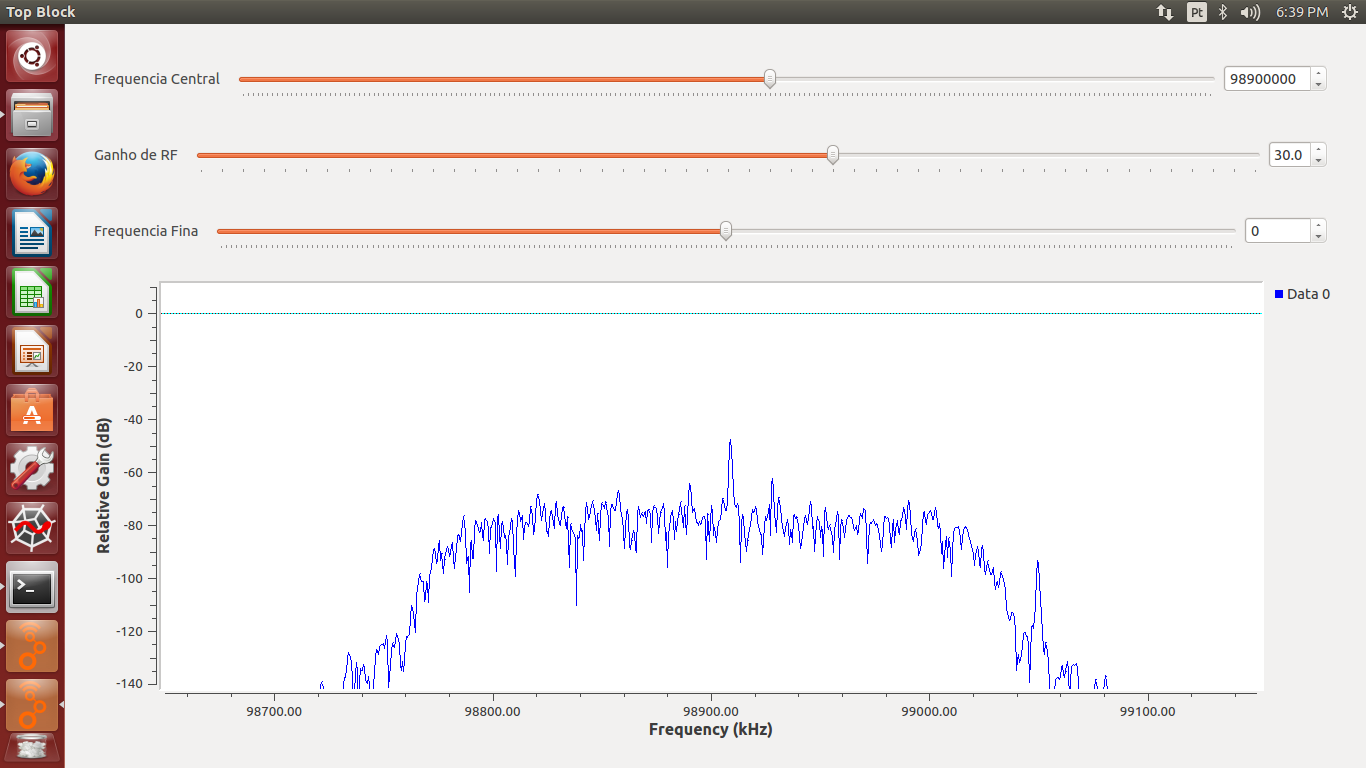 Top Block
Pt
6:39 PM
Frequencia Central
98900000
Ganho de RF
30.0
Frequencia Fina
0
Data 0
0
-20
-40
-60
-80
-100
-120
-140
Relative Gain (dB)
98700.00 98800.00 98900.00 99000.00 99100.00
Frequency (kHz)